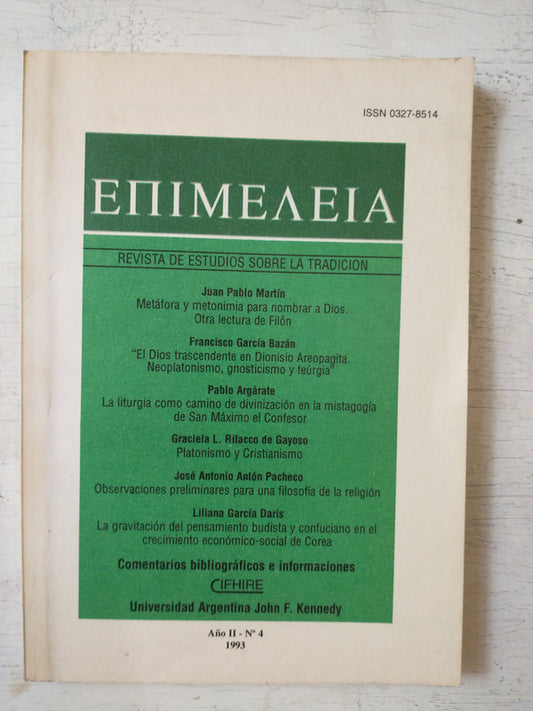 ISSN 0327-8514
ΕΠΙΜΕΛΕΙΑ
REVISTA DE ESTUDIOS SOBRE LA TRADICION
Juan Pablo Martín
Metáfora y metonimia para nombrar a Dios.
Otra lectura de Filón
Francisco García Bazán
"El Dios trascendente en Dionisio Areopagita.
Neoplatonismo, gnosticismo y teúrgia"
Pablo Argárate
La liturgia como camino de divinización en la mistagogía
de San Máximo el Confesor
Graciela L. Ritacco de Gayoso
Platonismo y Cristianismo
José Antonio Antón Pacheco
Observaciones preliminares para una filosofía de la religión
Liliana García Daris
La gravitación del pensamiento budista y confuciano en el
crecimiento económico-social de Corea
Comentarios bibliográficos e informaciones
CIFHIRE
Universidad Argentina John F. Kennedy
Año II - Nº 4
1993